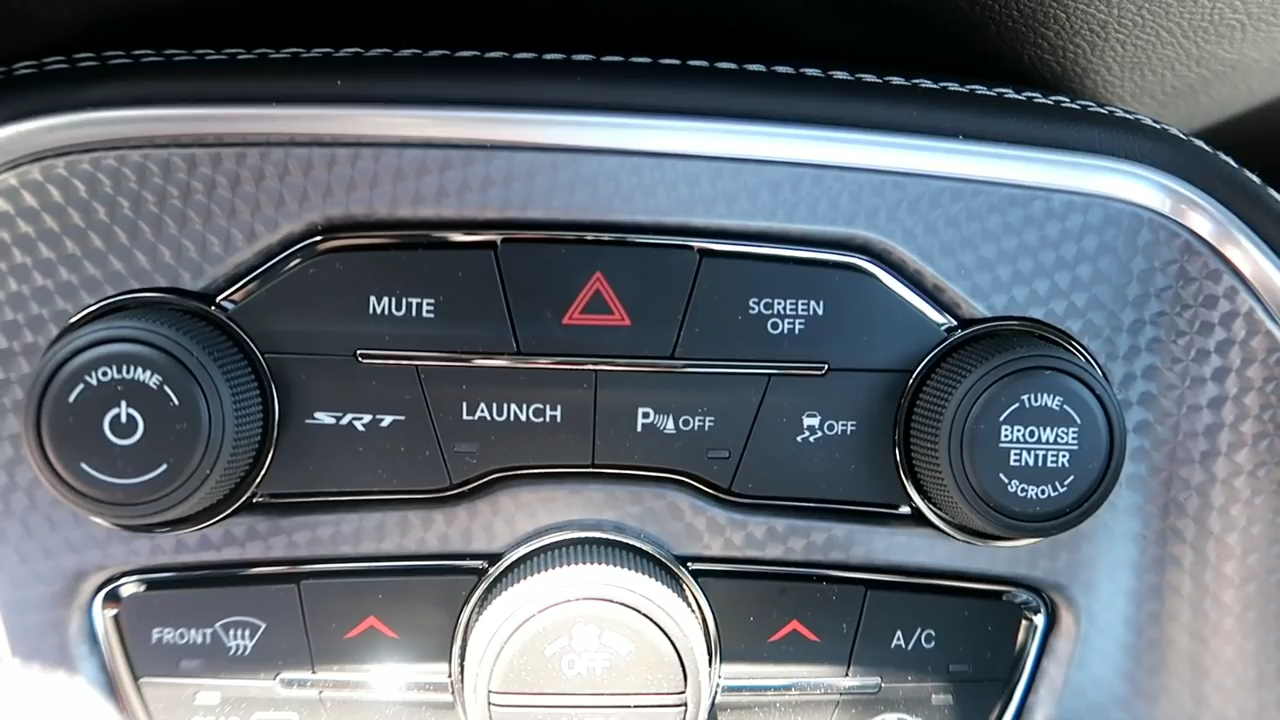 MUTE
SCREEN
OFF
VOLUME
SRT
LAUNCH
P OFF
OFF
TUNE
BROWSE
ENTER
SCROLL
FRONT
OFF
A/C